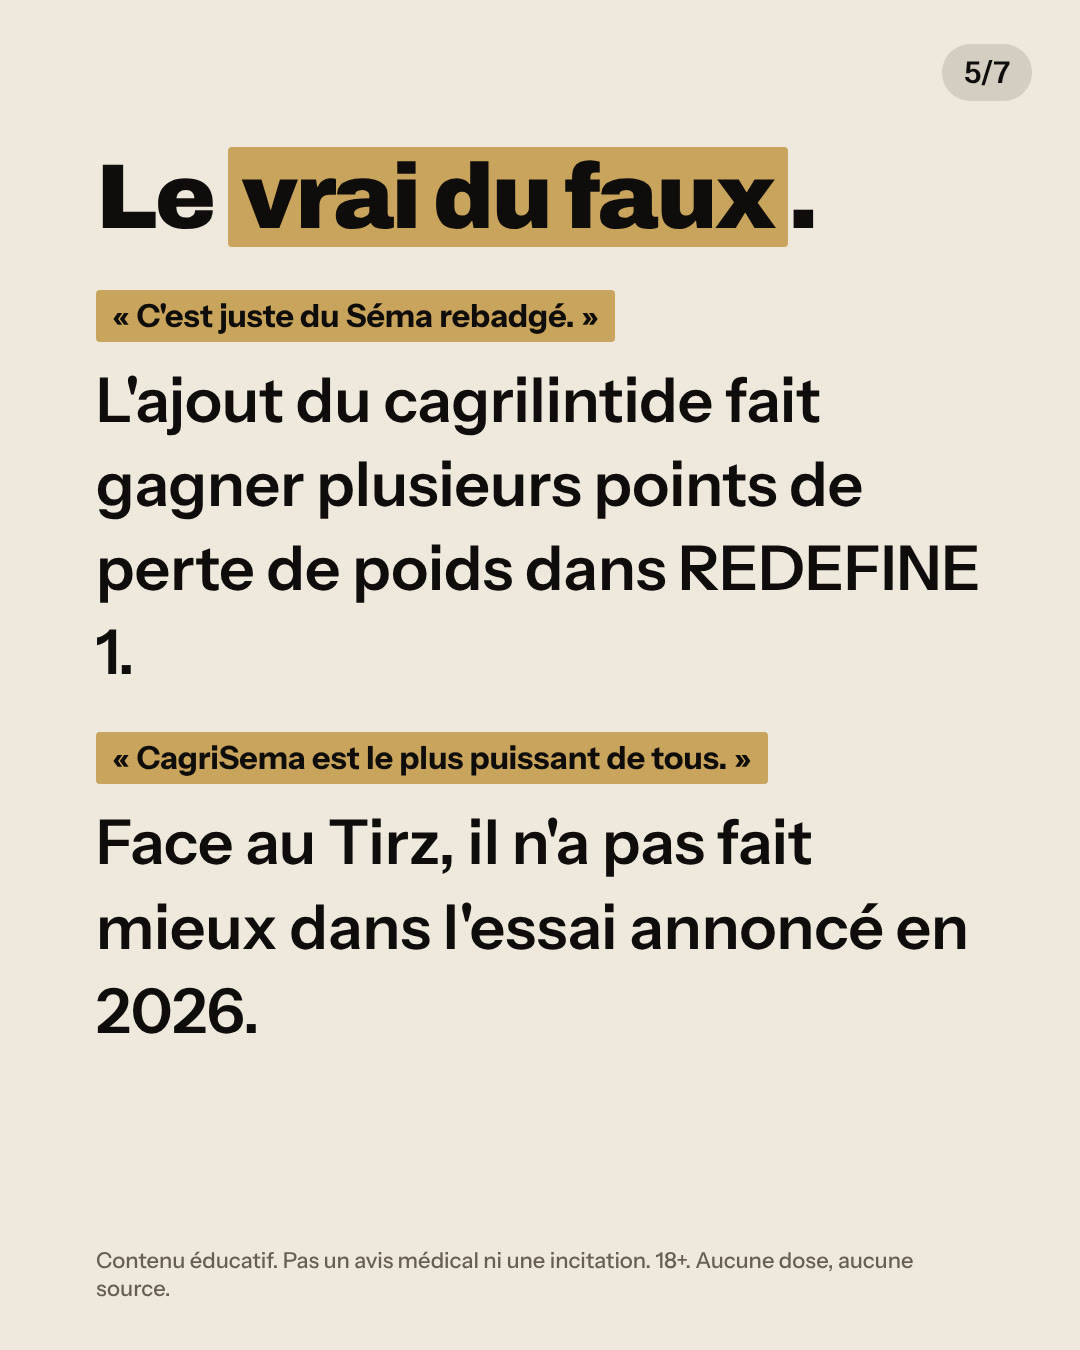 5/7
Le vrai du faux.
« C'est juste du Séma rebadgé. »
L'ajout du cagrilintide fait
gagner plusieurs points de
perte de poids dans REDEFINE
1.
« CagriSema est le plus puissant de tous. »
Face au Tirz, il n'a pas fait
mieux dans l'essai annoncé en
2026.
Contenu éducatif. Pas un avis médical ni une incitation. 18+. Aucune dose, aucune
source.